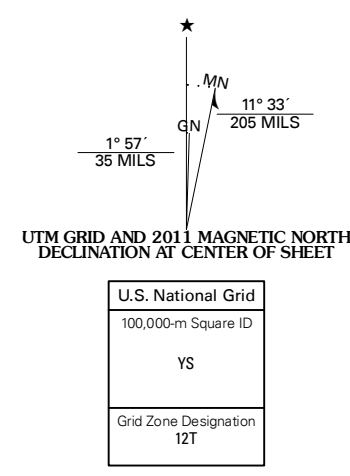 ★
MN
GN
11° 33´
205 MILS
1° 57´
35 MILS
UTM GRID AND 2011 MAGNETIC NORTH
DECLINATION AT CENTER OF SHEET
U.S. National Grid
100,000-m Square ID
YS
Grid Zone Designation
12T